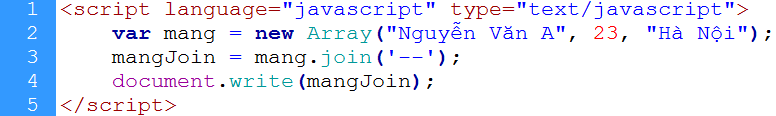 1 <script language="javascript" type="text/javascript">
2     var mang = new Array("Nguyễn Văn A", 23, "Hà Nội");
3     mangJoin = mang.join('--');
4     document.write(mangJoin);
5 </script>